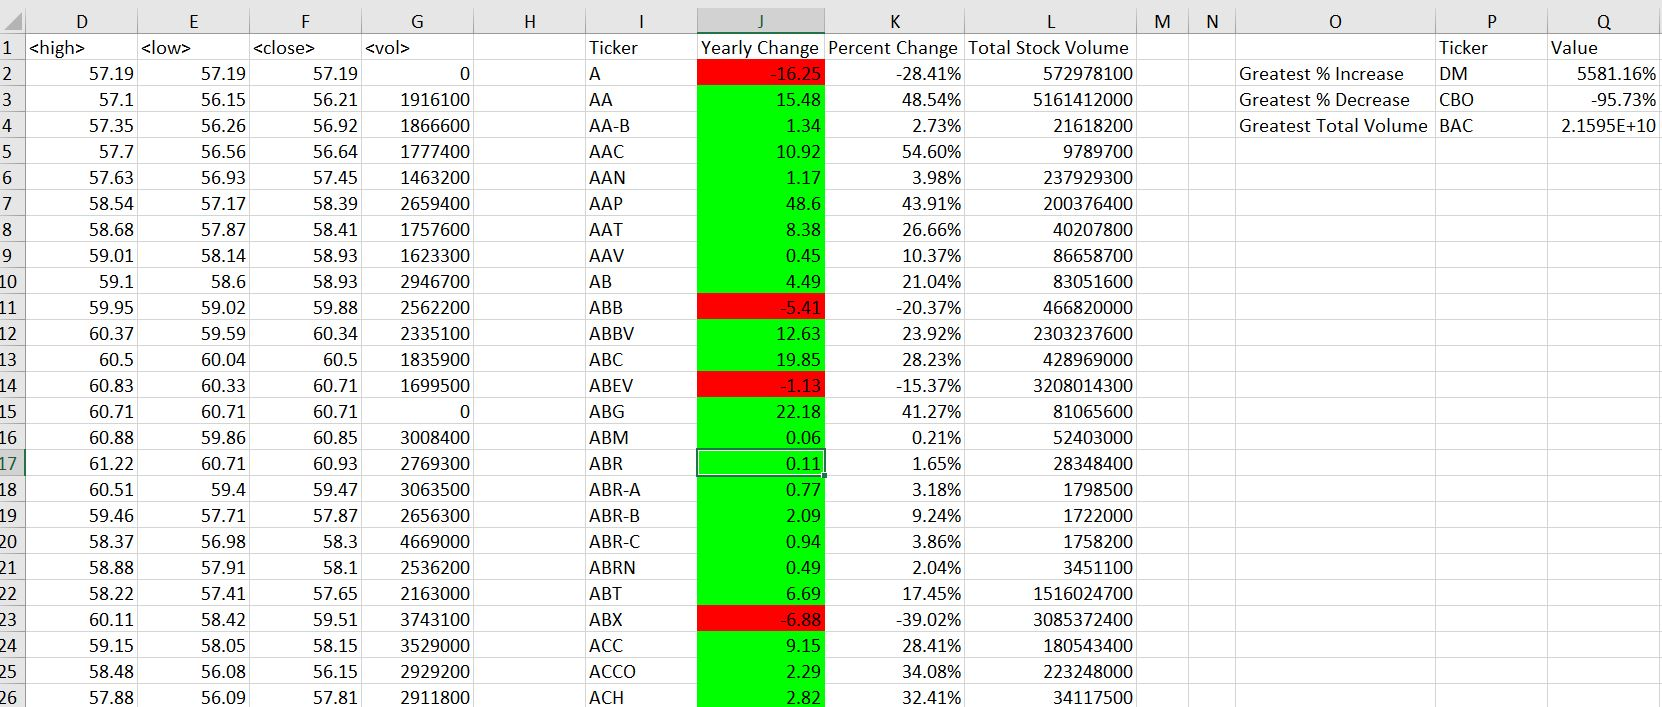 D E F G H I J K L M N O P Q
1 <high> <low> <close> <vol> Ticker Yearly Change Percent Change Total Stock Volume Ticker Value
2 57.19 57.19 57.19 0 A -16.25 -28.41% 572978100 Greatest % Increase DM 5581.16%
3 57.1 56.15 56.21 1916100 AA 15.48 48.54% 5161412000 Greatest % Decrease CBO -95.73%
4 57.35 56.26 56.92 1866600 AA-B 1.34 2.73% 21618200 Greatest Total Volume BAC 2.1595E+10
5 57.7 56.56 56.64 1777400 AAC 10.92 54.60% 9789700
6 57.63 56.93 57.45 1463200 AAN 1.17 3.98% 237929300
7 58.54 57.17 58.39 2659400 AAP 48.6 43.91% 200376400
8 58.68 57.87 58.41 1757600 AAT 8.38 26.66% 40207800
9 59.01 58.14 58.93 1623300 AAV 0.45 10.37% 86658700
10 59.1 58.6 58.93 2946700 AB 4.49 21.04% 83051600
11 59.95 59.02 59.88 2562200 ABB -5.41 -20.37% 466820000
12 60.37 59.59 60.34 2335100 ABBV 12.63 23.92% 2303237600
13 60.5 60.04 60.5 1835900 ABC 19.85 28.23% 428969000
14 60.83 60.33 60.71 1699500 ABEV -1.13 -15.37% 3208014300
15 60.71 60.71 60.71 0 ABG 22.18 41.27% 81065600
16 60.88 59.86 60.85 3008400 ABM 0.06 0.21% 52403000
17 61.22 60.71 60.93 2769300 ABR 0.11 1.65% 28348400
18 60.51 59.4 59.47 3063500 ABR-A 0.77 3.18% 1798500
19 59.46 57.71 57.87 2656300 ABR-B 2.09 9.24% 1722000
20 58.37 56.98 58.3 4669000 ABR-C 0.94 3.86% 1758200
21 58.88 57.91 58.1 2536200 ABRN 0.49 2.04% 3451100
22 58.22 57.41 57.65 2163000 ABT 6.69 17.45% 1516024700
23 60.11 58.42 59.51 3743100 ABX -6.88 -39.02% 3085372400
24 59.15 58.05 58.15 3529000 ACC 9.15 28.41% 180543400
25 58.48 56.08 56.15 2929200 ACCO 2.29 34.08% 223248000
26 57.88 56.09 57.81 2911800 ACH 2.82 32.41% 34117500